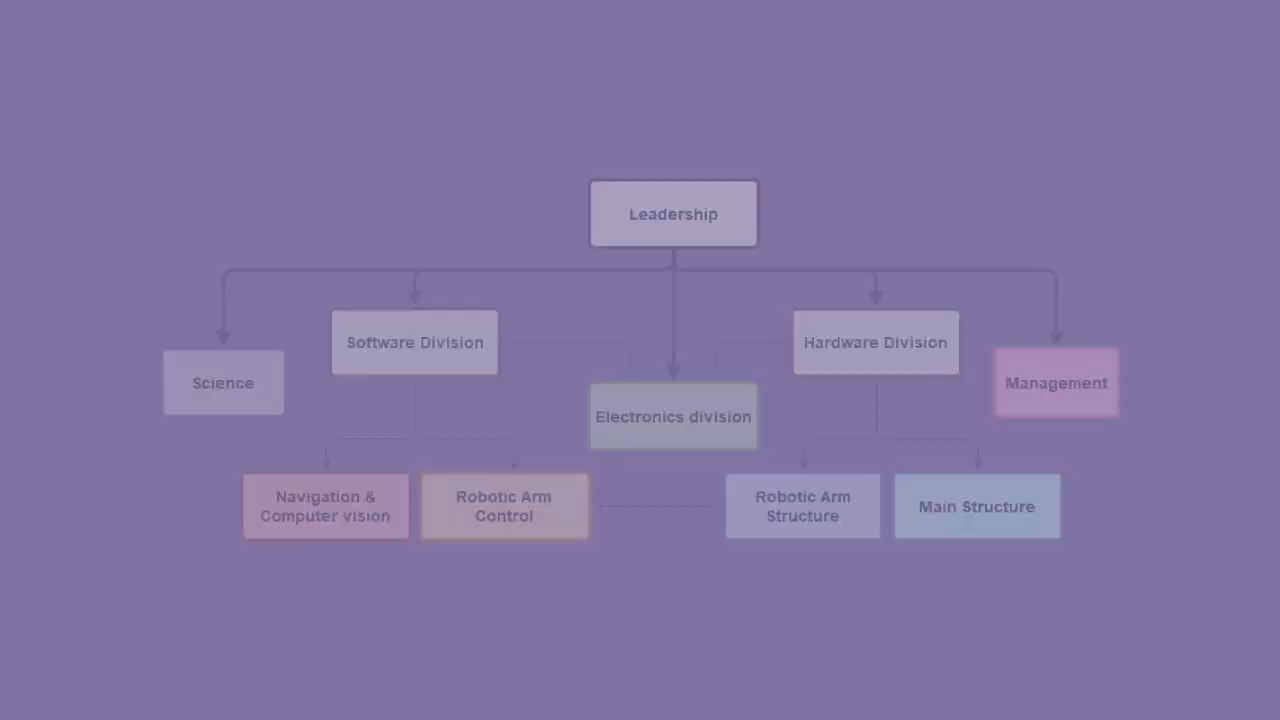 Leadership
Software Division
Hardware Division
Science
Management
Electronics division
Navigation &
Computer vision
Robotic Arm
Control
Robotic Arm
Structure
Main Structure